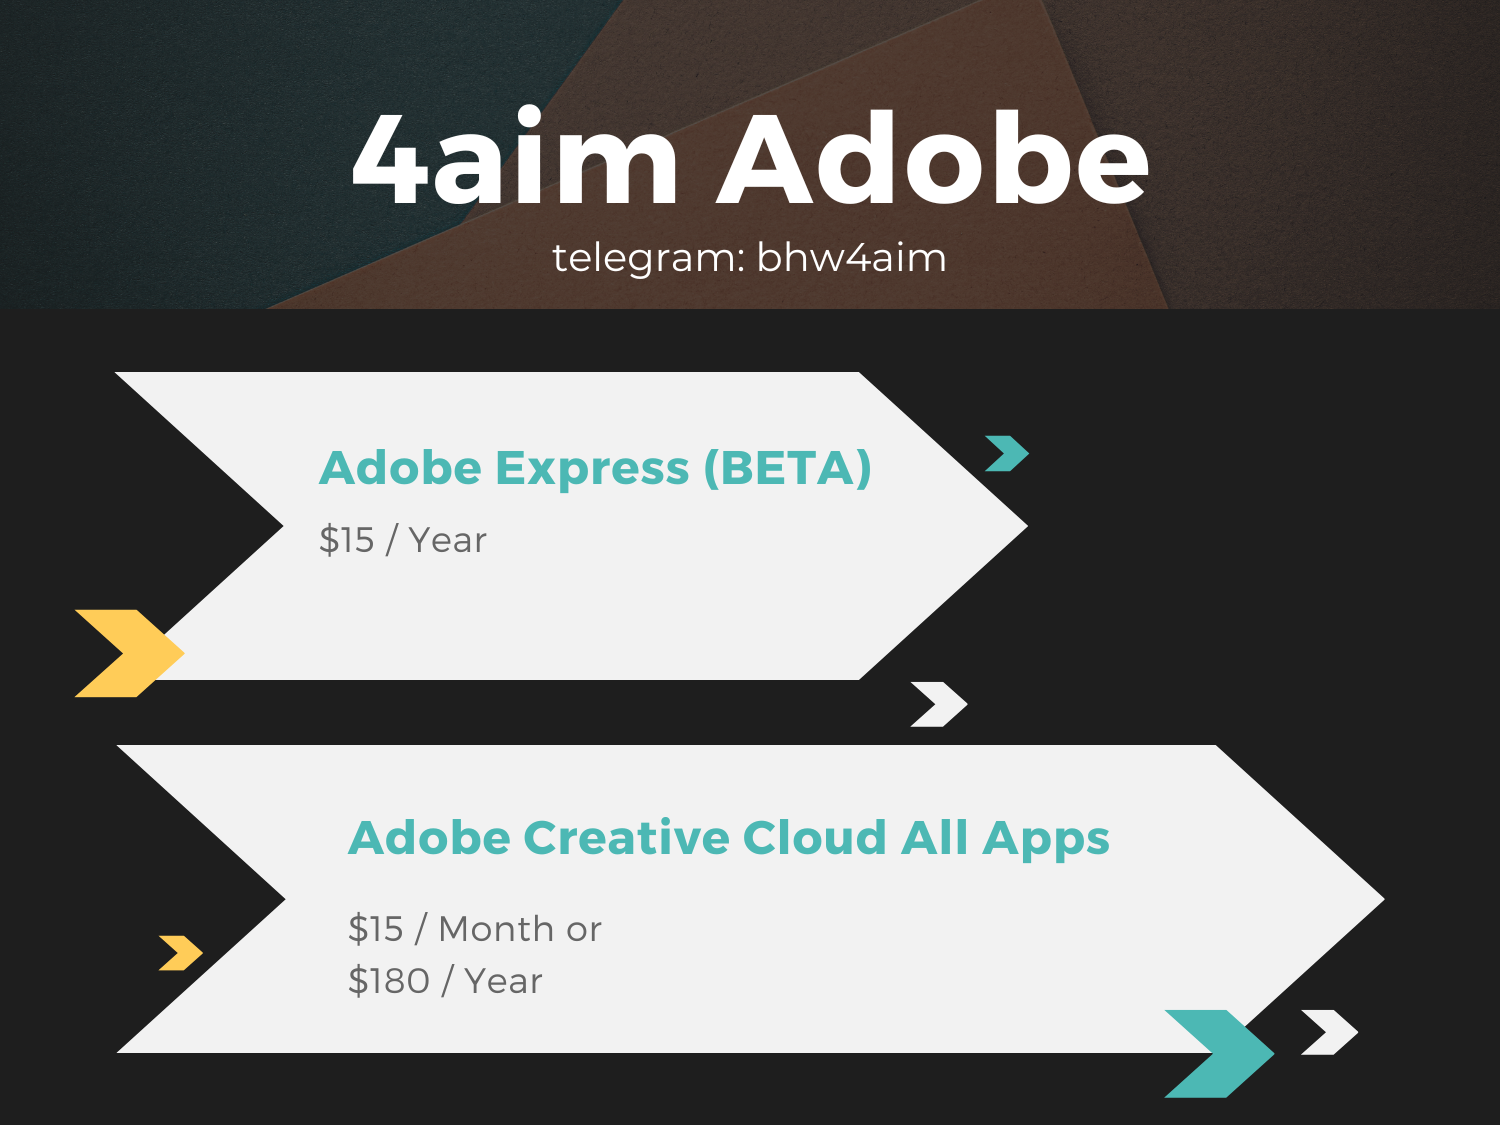 4aim Adobe
telegram: bhw4aim
Adobe Express (BETA)
$15 / Year
Adobe Creative Cloud All Apps
$15 / Month or
$180 / Year